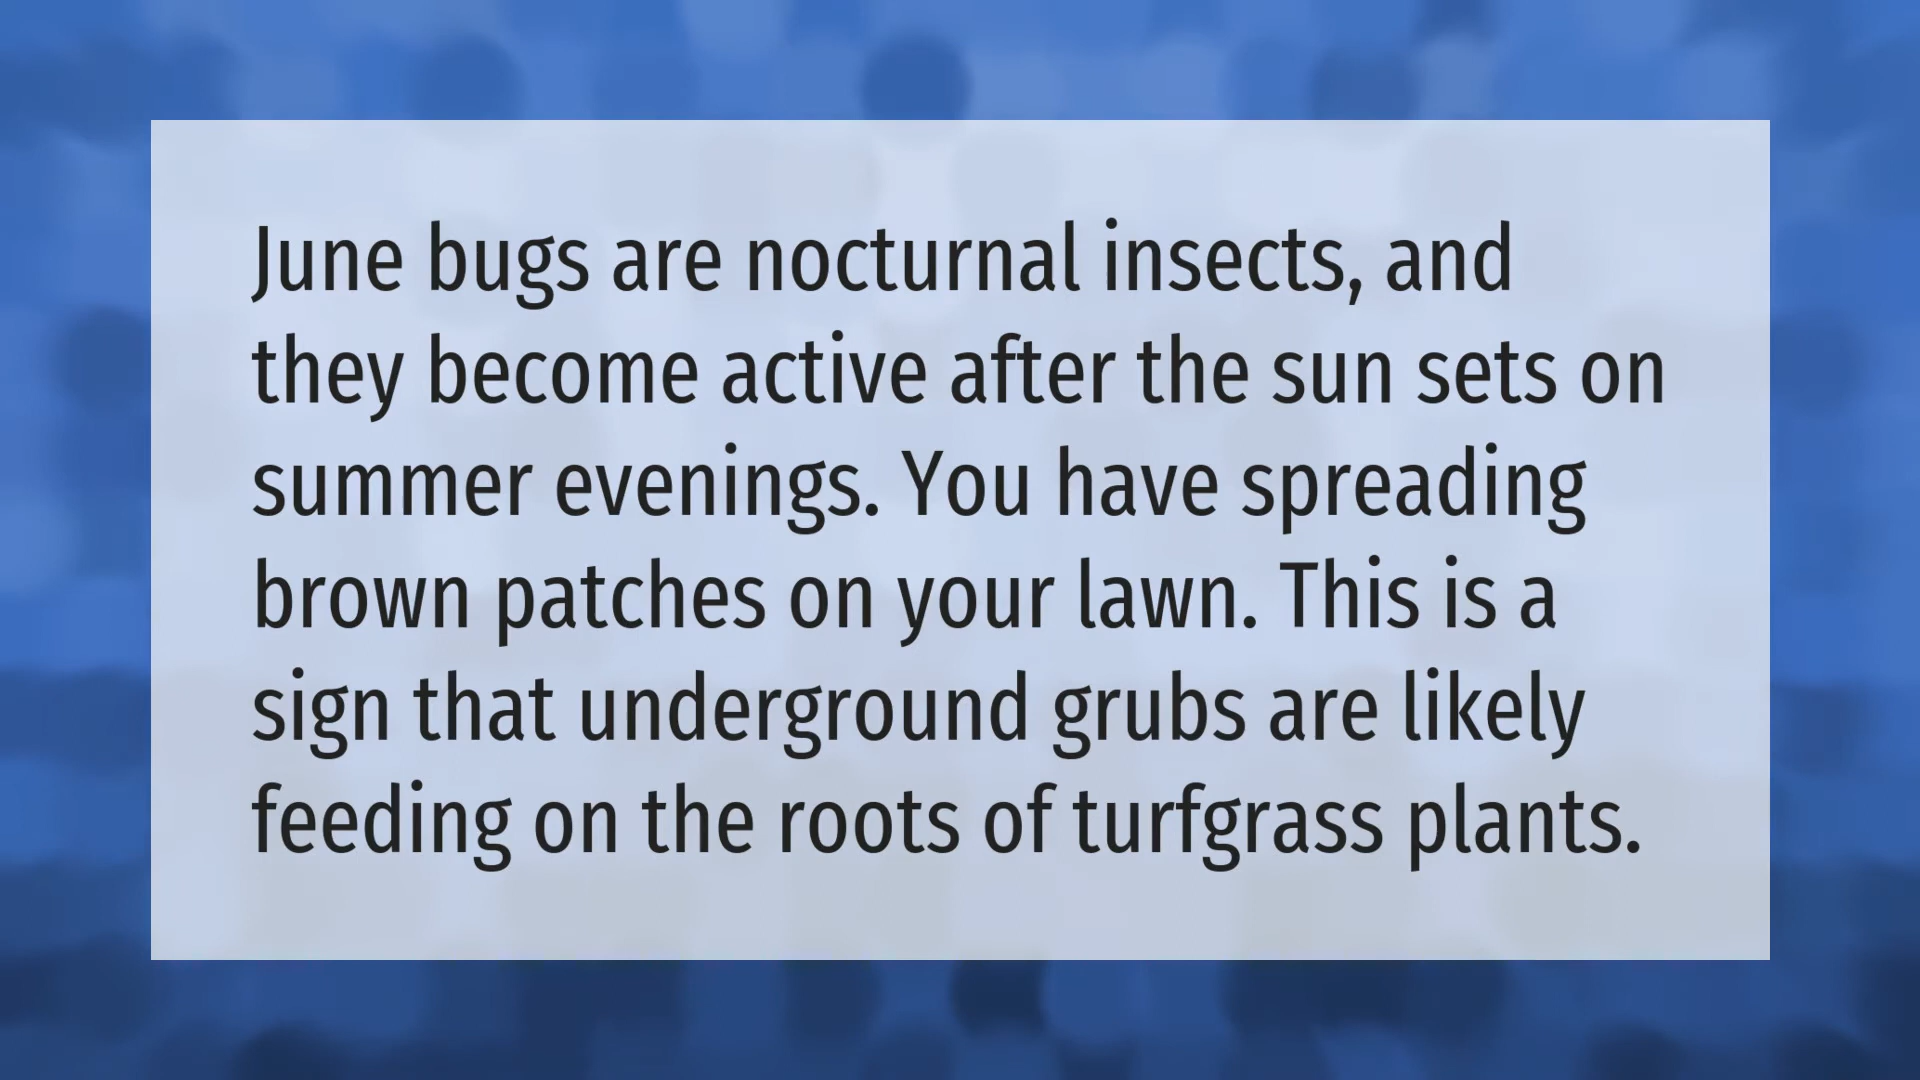 June bugs are nocturnal insects, and
they become active after the sun sets on
summer evenings. You have spreading
brown patches on your lawn. This is a
sign that underground grubs are likely
feeding on the roots of turfgrass plants.